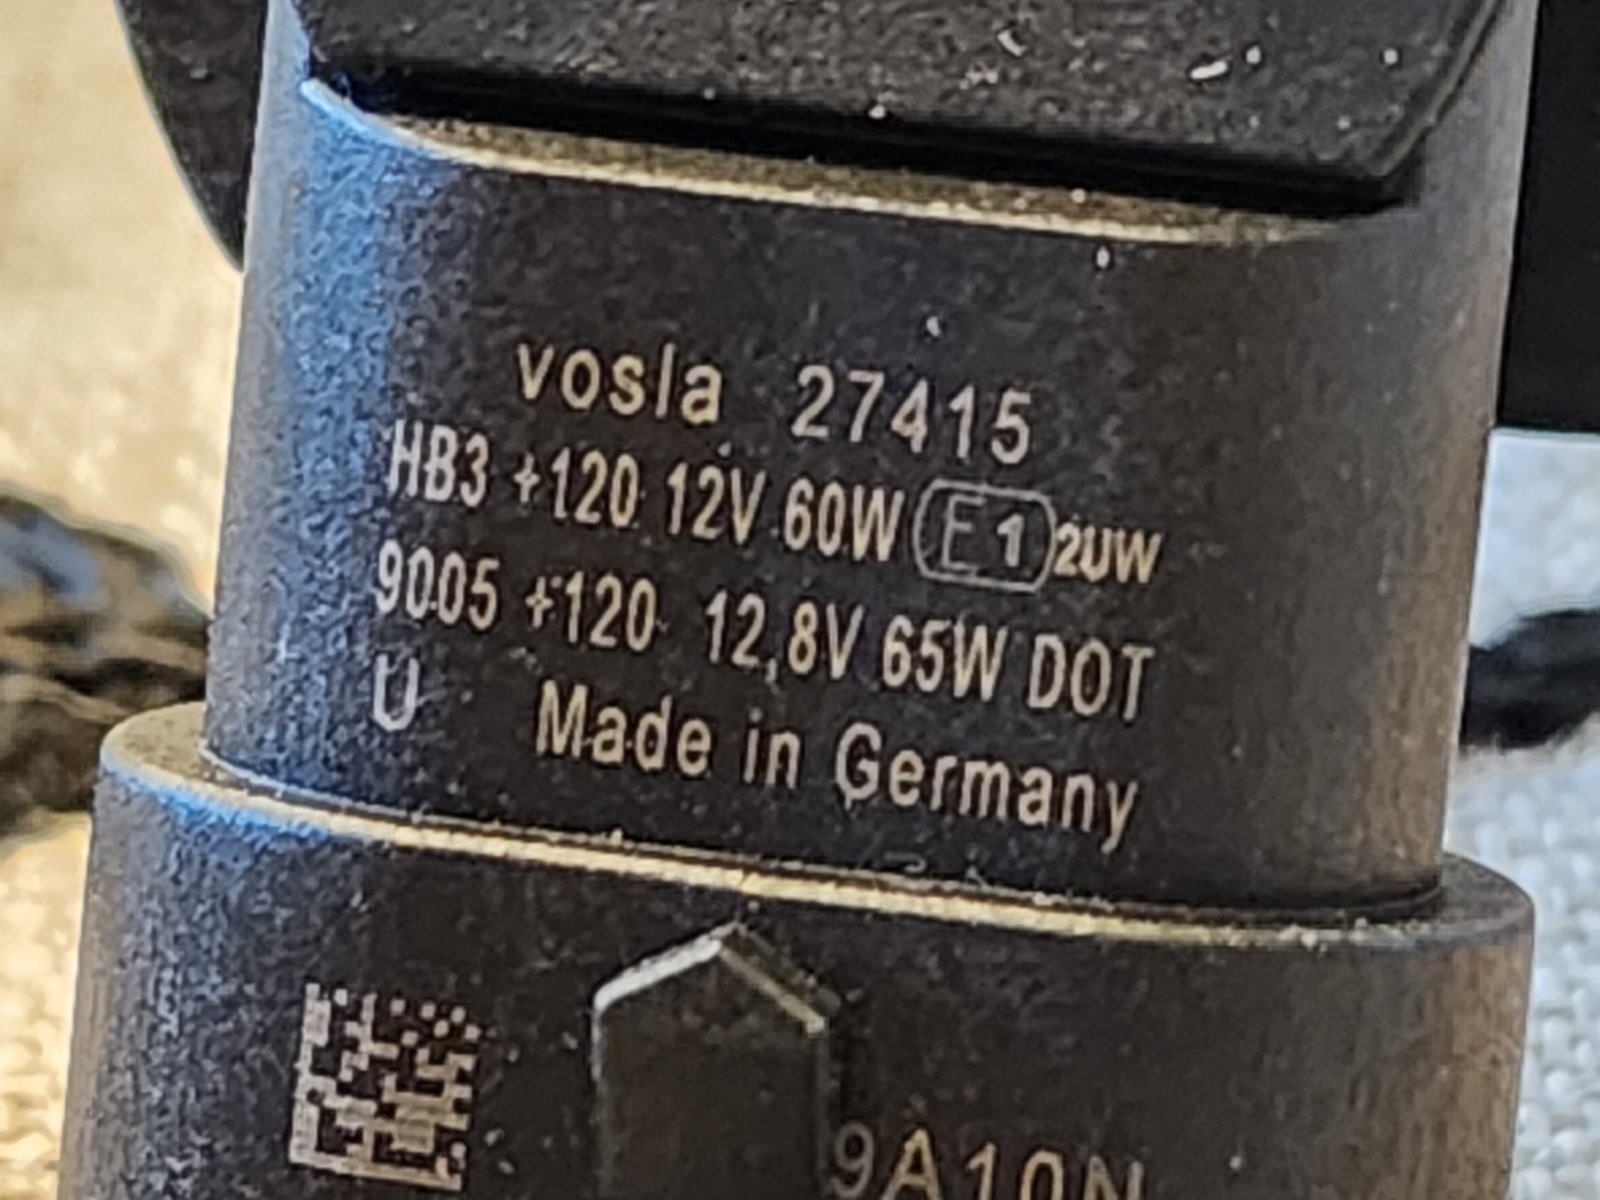 vosla 27415
HB3 +120 12V 60W E1 2UW
9005 +120 12,8V 65W DOT
U Made in Germany
9A10N